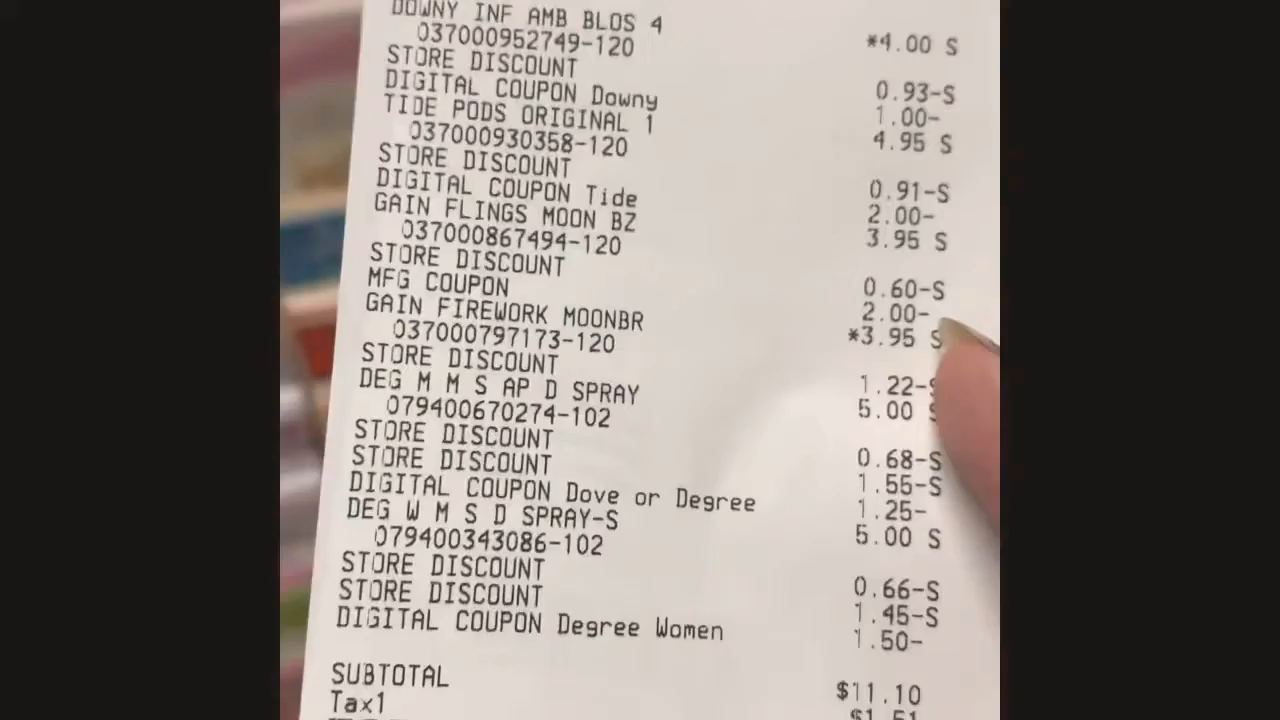 DOWNY INF AMB BLOS 4
037000952749-120 *4.00 S
STORE DISCOUNT 0.93-S
DIGITAL COUPON Downy 1.00-
TIDE PODS ORIGINAL 1 4.95 S
037000930358-120
STORE DISCOUNT 0.91-S
DIGITAL COUPON Tide 2.00-
GAIN FLINGS MOON BZ 3.95 S
037000867494-120
STORE DISCOUNT 0.60-S
MFG COUPON 2.00-
GAIN FIREWORK MOONBR *3.95 S
037000797173-120
STORE DISCOUNT 1.22-S
DEG M M S AP D SPRAY 5.00 S
079400670274-102
STORE DISCOUNT 0.68-S
STORE DISCOUNT 1.55-S
DIGITAL COUPON Dove or Degree 1.25-
DEG W M S D SPRAY-S 5.00 S
079400343086-102
STORE DISCOUNT 0.66-S
STORE DISCOUNT 1.45-S
DIGITAL COUPON Degree Women 1.50-
SUBTOTAL $11.10
Tax1 $1.51